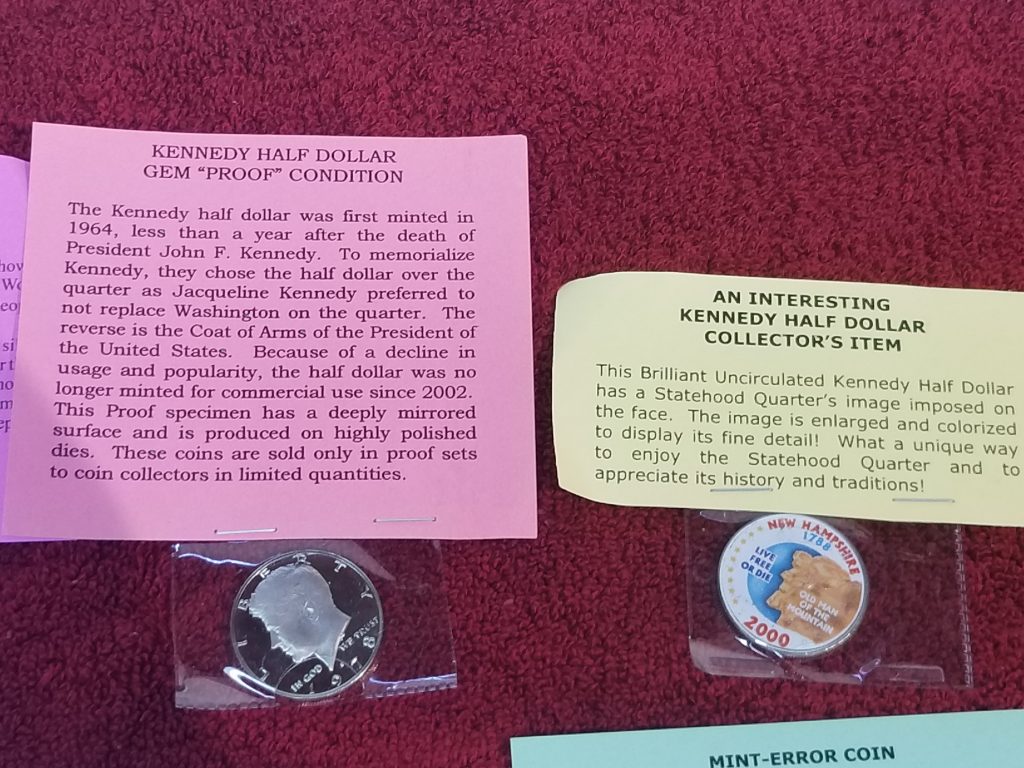 KENNEDY HALF DOLLAR
GEM “PROOF” CONDITION
The Kennedy half dollar was first minted in
1964, less than a year after the death of
President John F. Kennedy. To memorialize
Kennedy, they chose the half dollar over the
quarter as Jacqueline Kennedy preferred to
not replace Washington on the quarter. The
reverse is the Coat of Arms of the President of
the United States. Because of a decline in
usage and popularity, the half dollar was no
longer minted for commercial use since 2002.
This Proof specimen has a deeply mirrored
surface and is produced on highly polished
dies. These coins are sold only in proof sets
to coin collectors in limited quantities.
IN GOD WE TRUST
AN INTERESTING
KENNEDY HALF DOLLAR
COLLECTOR’S ITEM
This Brilliant Uncirculated Kennedy Half Dollar
has a Statehood Quarter’s image imposed on
the face. The image is enlarged and colorized
to display its fine detail! What a unique way
to enjoy the Statehood Quarter and to
appreciate its history and traditions!
NEW HAMPSHIRE
1788
LIVE
FREE
OR DIE
OLD MAN
OF THE
MOUNTAIN
2000
MINT-ERROR COIN